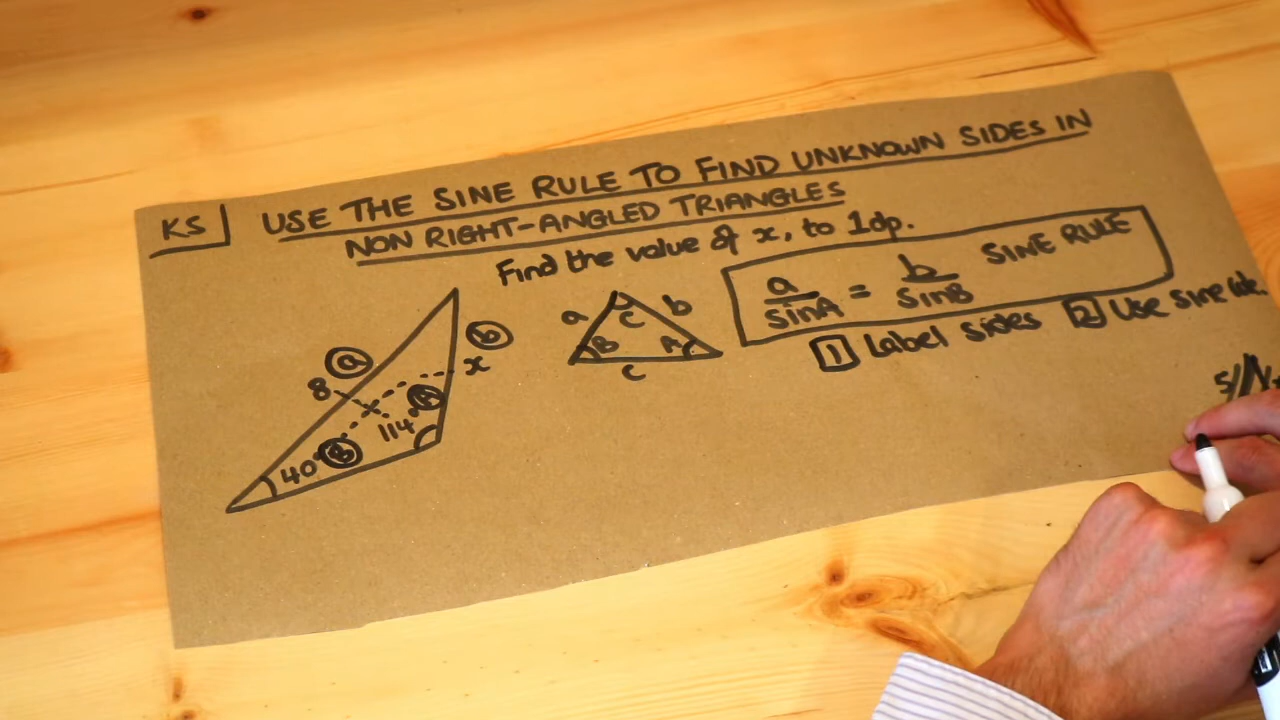 KS
USE THE SINE RULE TO FIND UNKNOWN SIDES IN
NON RIGHT-ANGLED TRIANGLES
Find the value of x, to 1dp.
a
8
b
x
A
114°
B
40°
a
b
C
B
A
c
a/sinA = b/sinB SINE RULE
1 Label sides
2 Use sine